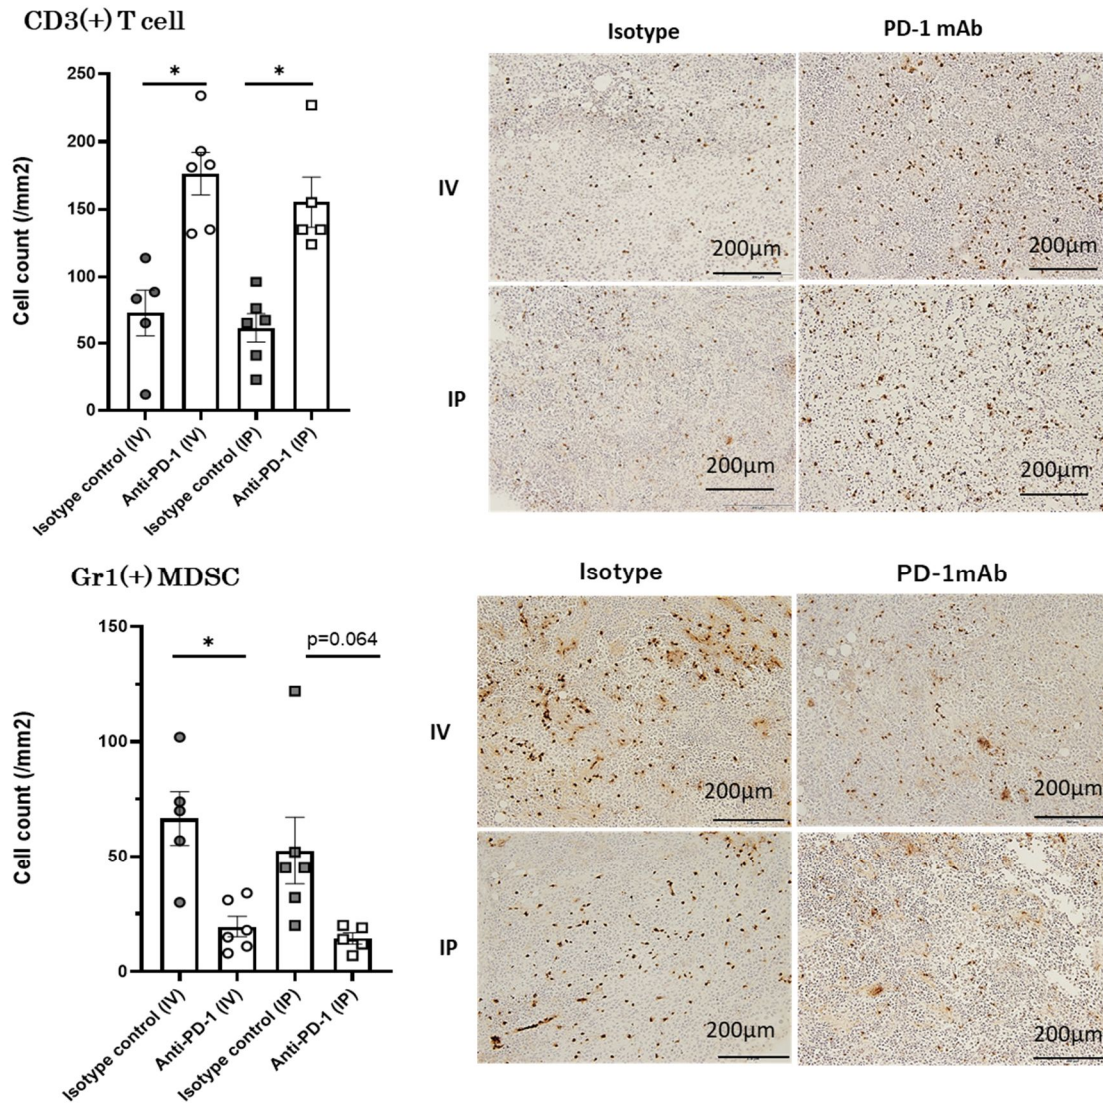 CD3(+) T cell
Isotype
PD-1 mAb
Cell count (/mm2)
250
200
150
100
50
0
*
*
Isotype control (IV)
Anti-PD-1 (IV)
Isotype control (IP)
Anti-PD-1 (IP)
IV
200μm
200μm
IP
200μm
200μm
Gr1(+) MDSC
Isotype
PD-1mAb
Cell count (/mm2)
150
100
50
0
*
p=0.064
Isotype control (IV)
Anti-PD-1 (IV)
Isotype control (IP)
Anti-PD-1 (IP)
IV
200μm
200μm
IP
200μm
200μm